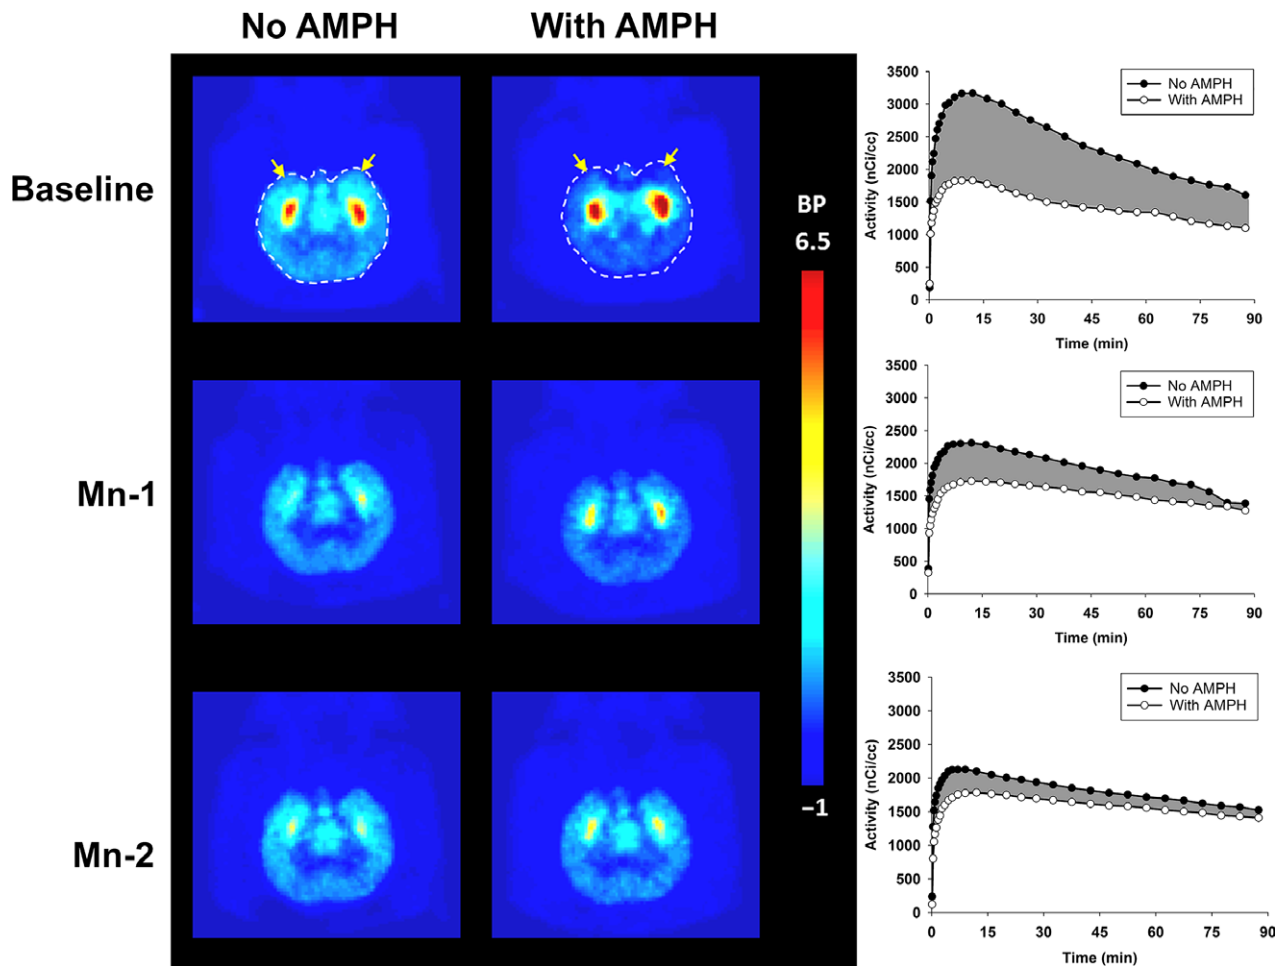 No AMPH With AMPH
Baseline
Mn-1
Mn-2
BP
6.5
−1
No AMPH
With AMPH
Activity (nCi/cc)
3500
3000
2500
2000
1500
1000
500
0
0 15 30 45 60 75 90
Time (min)
No AMPH
With AMPH
Activity (nCi/cc)
3500
3000
2500
2000
1500
1000
500
0
0 15 30 45 60 75 90
Time (min)
No AMPH
With AMPH
Activity (nCi/cc)
3500
3000
2500
2000
1500
1000
500
0
0 15 30 45 60 75 90
Time (min)